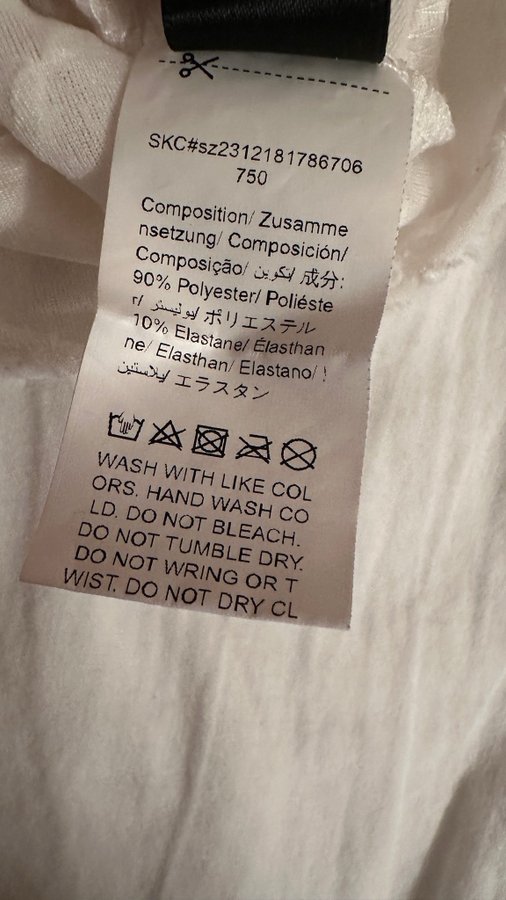 SKC#sz2312181786706
750
Composition/ Zusamme
nsetzung/ Composición/
Composição/ تكوين/ 成分:
90% Polyester/ Poliéste
r/ بوليستر/ ポリエステル
10% Elastane/ Élasthan
ne/ Elasthan/ Elastano/
إيلاستين/ エラスタン
WASH WITH LIKE COL
ORS. HAND WASH CO
LD. DO NOT BLEACH.
DO NOT TUMBLE DRY.
DO NOT WRING OR T
WIST. DO NOT DRY CL